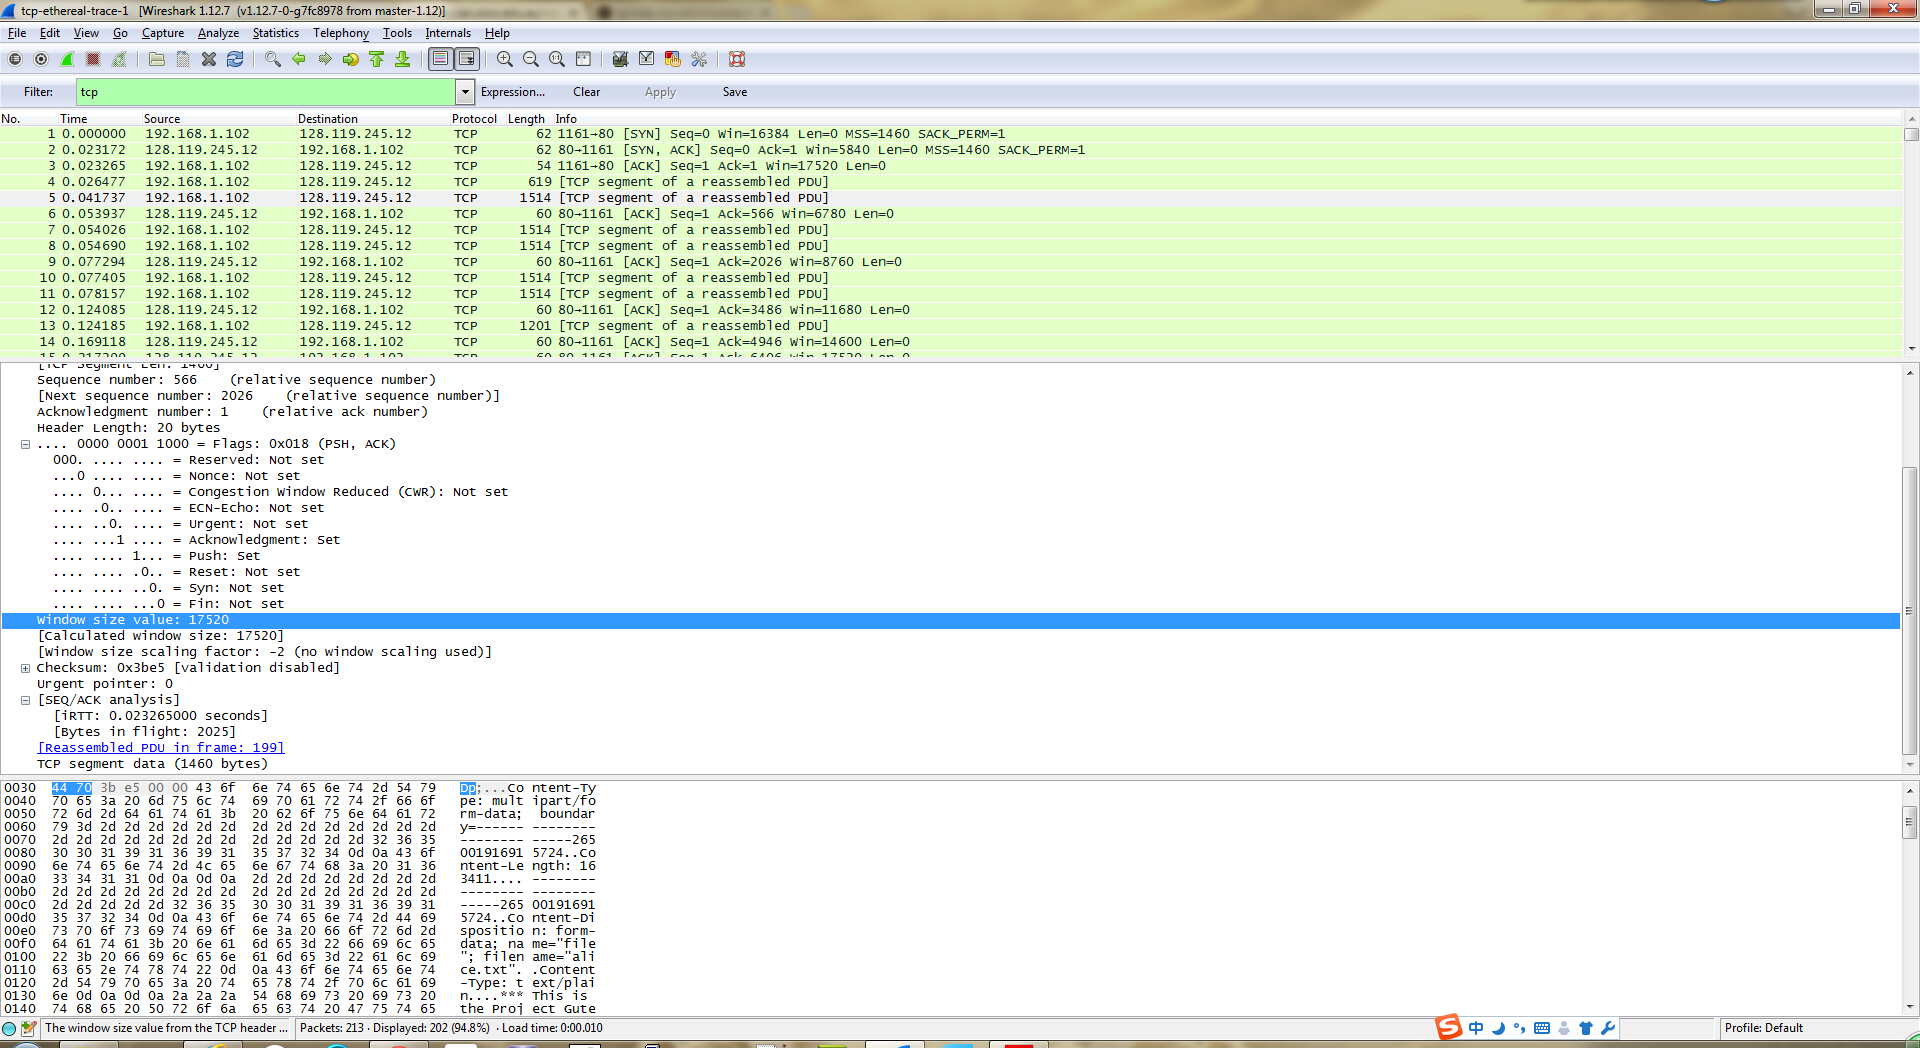 tcp-ethereal-trace-1   [Wireshark 1.12.7  (v1.12.7-0-g7fc8978 from master-1.12)]
File Edit View Go Capture Analyze Statistics Telephony Tools Internals Help
Filter: tcp Expression... Clear Apply Save
No. Time Source Destination Protocol Length Info
1 0.000000 192.168.1.102 128.119.245.12 TCP 62 1161→80 [SYN] Seq=0 Win=16384 Len=0 MSS=1460 SACK_PERM=1
2 0.023172 128.119.245.12 192.168.1.102 TCP 62 80→1161 [SYN, ACK] Seq=0 Ack=1 Win=5840 Len=0 MSS=1460 SACK_PERM=1
3 0.023265 192.168.1.102 128.119.245.12 TCP 54 1161→80 [ACK] Seq=1 Ack=1 Win=17520 Len=0
4 0.026477 192.168.1.102 128.119.245.12 TCP 619 [TCP segment of a reassembled PDU]
5 0.041737 192.168.1.102 128.119.245.12 TCP 1514 [TCP segment of a reassembled PDU]
6 0.053937 128.119.245.12 192.168.1.102 TCP 60 80→1161 [ACK] Seq=1 Ack=566 Win=6780 Len=0
7 0.054026 192.168.1.102 128.119.245.12 TCP 1514 [TCP segment of a reassembled PDU]
8 0.054690 192.168.1.102 128.119.245.12 TCP 1514 [TCP segment of a reassembled PDU]
9 0.077294 128.119.245.12 192.168.1.102 TCP 60 80→1161 [ACK] Seq=1 Ack=2026 Win=8760 Len=0
10 0.077405 192.168.1.102 128.119.245.12 TCP 1514 [TCP segment of a reassembled PDU]
11 0.078157 192.168.1.102 128.119.245.12 TCP 1514 [TCP segment of a reassembled PDU]
12 0.124085 128.119.245.12 192.168.1.102 TCP 60 80→1161 [ACK] Seq=1 Ack=3486 Win=11680 Len=0
13 0.124185 192.168.1.102 128.119.245.12 TCP 1201 [TCP segment of a reassembled PDU]
14 0.169118 128.119.245.12 192.168.1.102 TCP 60 80→1161 [ACK] Seq=1 Ack=4946 Win=14600 Len=0
[TCP Segment Len: 1460]
Sequence number: 566    (relative sequence number)
[Next sequence number: 2026    (relative sequence number)]
Acknowledgment number: 1    (relative ack number)
Header Length: 20 bytes
.... 0000 0001 1000 = Flags: 0x018 (PSH, ACK)
000. .... .... = Reserved: Not set
...0 .... .... = Nonce: Not set
.... 0... .... = Congestion Window Reduced (CWR): Not set
.... .0.. .... = ECN-Echo: Not set
.... ..0. .... = Urgent: Not set
.... ...1 .... = Acknowledgment: Set
.... .... 1... = Push: Set
.... .... .0.. = Reset: Not set
.... .... ..0. = Syn: Not set
.... .... ...0 = Fin: Not set
Window size value: 17520
[Calculated window size: 17520]
[Window size scaling factor: -2 (no window scaling used)]
Checksum: 0x3be5 [validation disabled]
Urgent pointer: 0
[SEQ/ACK analysis]
[iRTT: 0.023265000 seconds]
[Bytes in flight: 2025]
[Reassembled PDU in frame: 199]
TCP segment data (1460 bytes)
0030 44 70 3b e5 00 00 43 6f 6e 74 65 6e 74 2d 54 79 Dp;...Co ntent-Ty
0040 70 65 3a 20 6d 75 6c 74 69 70 61 72 74 2f 66 6f pe: mult ipart/fo
0050 72 6d 2d 64 61 74 61 3b 20 62 6f 75 6e 64 61 72 rm-data;  boundar
0060 79 3d 2d 2d 2d 2d 2d 2d 2d 2d 2d 2d 2d 2d 2d 2d y=------ --------
0070 2d 2d 2d 2d 2d 2d 2d 2d 2d 2d 2d 2d 2d 32 36 35 -------- -----265
0080 30 30 31 39 31 36 39 31 35 37 32 34 0d 0a 43 6f 00191691 5724..Co
0090 6e 74 65 6e 74 2d 4c 65 6e 67 74 68 3a 20 31 36 ntent-Le ngth: 16
00a0 33 34 31 31 0d 0a 0d 0a 2d 2d 2d 2d 2d 2d 2d 2d 3411.... --------
00b0 2d 2d 2d 2d 2d 2d 2d 2d 2d 2d 2d 2d 2d 2d 2d 2d -------- --------
00c0 2d 2d 2d 2d 2d 32 36 35 30 30 31 39 31 36 39 31 -----265 00191691
00d0 35 37 32 34 0d 0a 43 6f 6e 74 65 6e 74 2d 44 69 5724..Co ntent-Di
00e0 73 70 6f 73 69 74 69 6f 6e 3a 20 66 6f 72 6d 2d spositio n: form-
00f0 64 61 74 61 3b 20 6e 61 6d 65 3d 22 66 69 6c 65 data; na me="file
0100 22 3b 20 66 69 6c 65 6e 61 6d 65 3d 22 61 6c 69 "; filen ame="ali
0110 63 65 2e 74 78 74 22 0d 0a 43 6f 6e 74 65 6e 74 ce.txt". .Content
0120 2d 54 79 70 65 3a 20 74 65 78 74 2f 70 6c 61 69 -Type: t ext/plai
0130 6e 0d 0a 0d 0a 2a 2a 2a 54 68 69 73 20 69 73 20 n....*** This is
0140 74 68 65 20 50 72 6f 6a 65 63 74 20 47 75 74 65 the Proj ect Gute
The window size value from the TCP header ... Packets: 213 · Displayed: 202 (94.8%)  · Load time: 0:00.010 中 Profile: Default